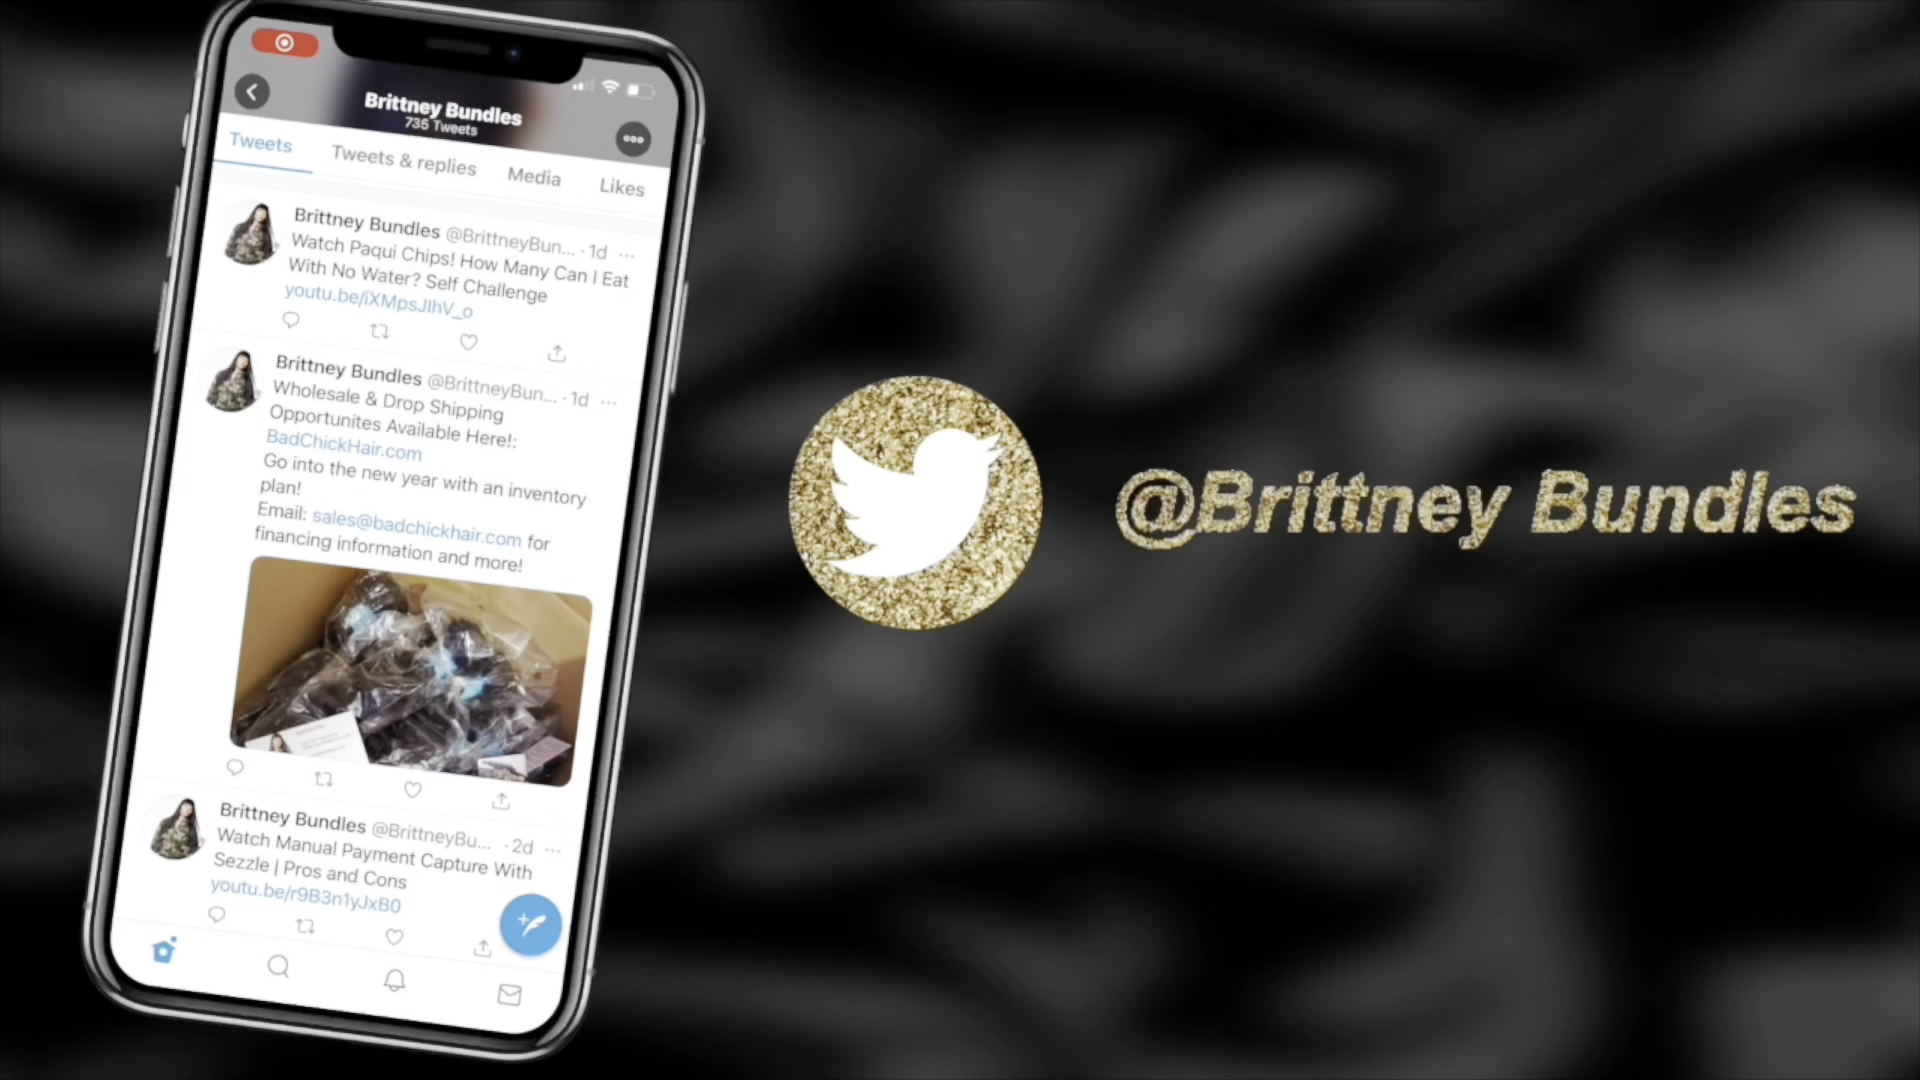 Brittney Bundles
735 Tweets
Tweets Tweets & replies Media Likes
Brittney Bundles @BrittneyBun... · 1d
Watch Paqui Chips! How Many Can I Eat
With No Water? Self Challenge
youtu.be/iXMpsJlhV_o
Brittney Bundles @BrittneyBun... · 1d
Wholesale & Drop Shipping
Opportunites Available Here!:
BadChickHair.com
Go into the new year with an inventory
plan!
Email: sales@badchickhair.com for
financing information and more!
Brittney Bundles @BrittneyBu... · 2d
Watch Manual Payment Capture With
Sezzle | Pros and Cons
youtu.be/r9B3n1yJxB0
@Brittney Bundles